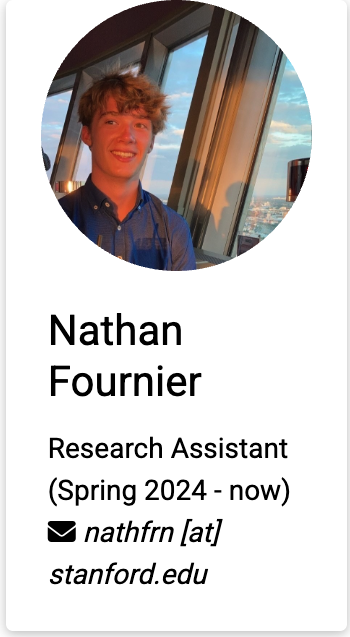 Nathan
Fournier
Research Assistant
(Spring 2024 - now)
nathfrn [at]
stanford.edu